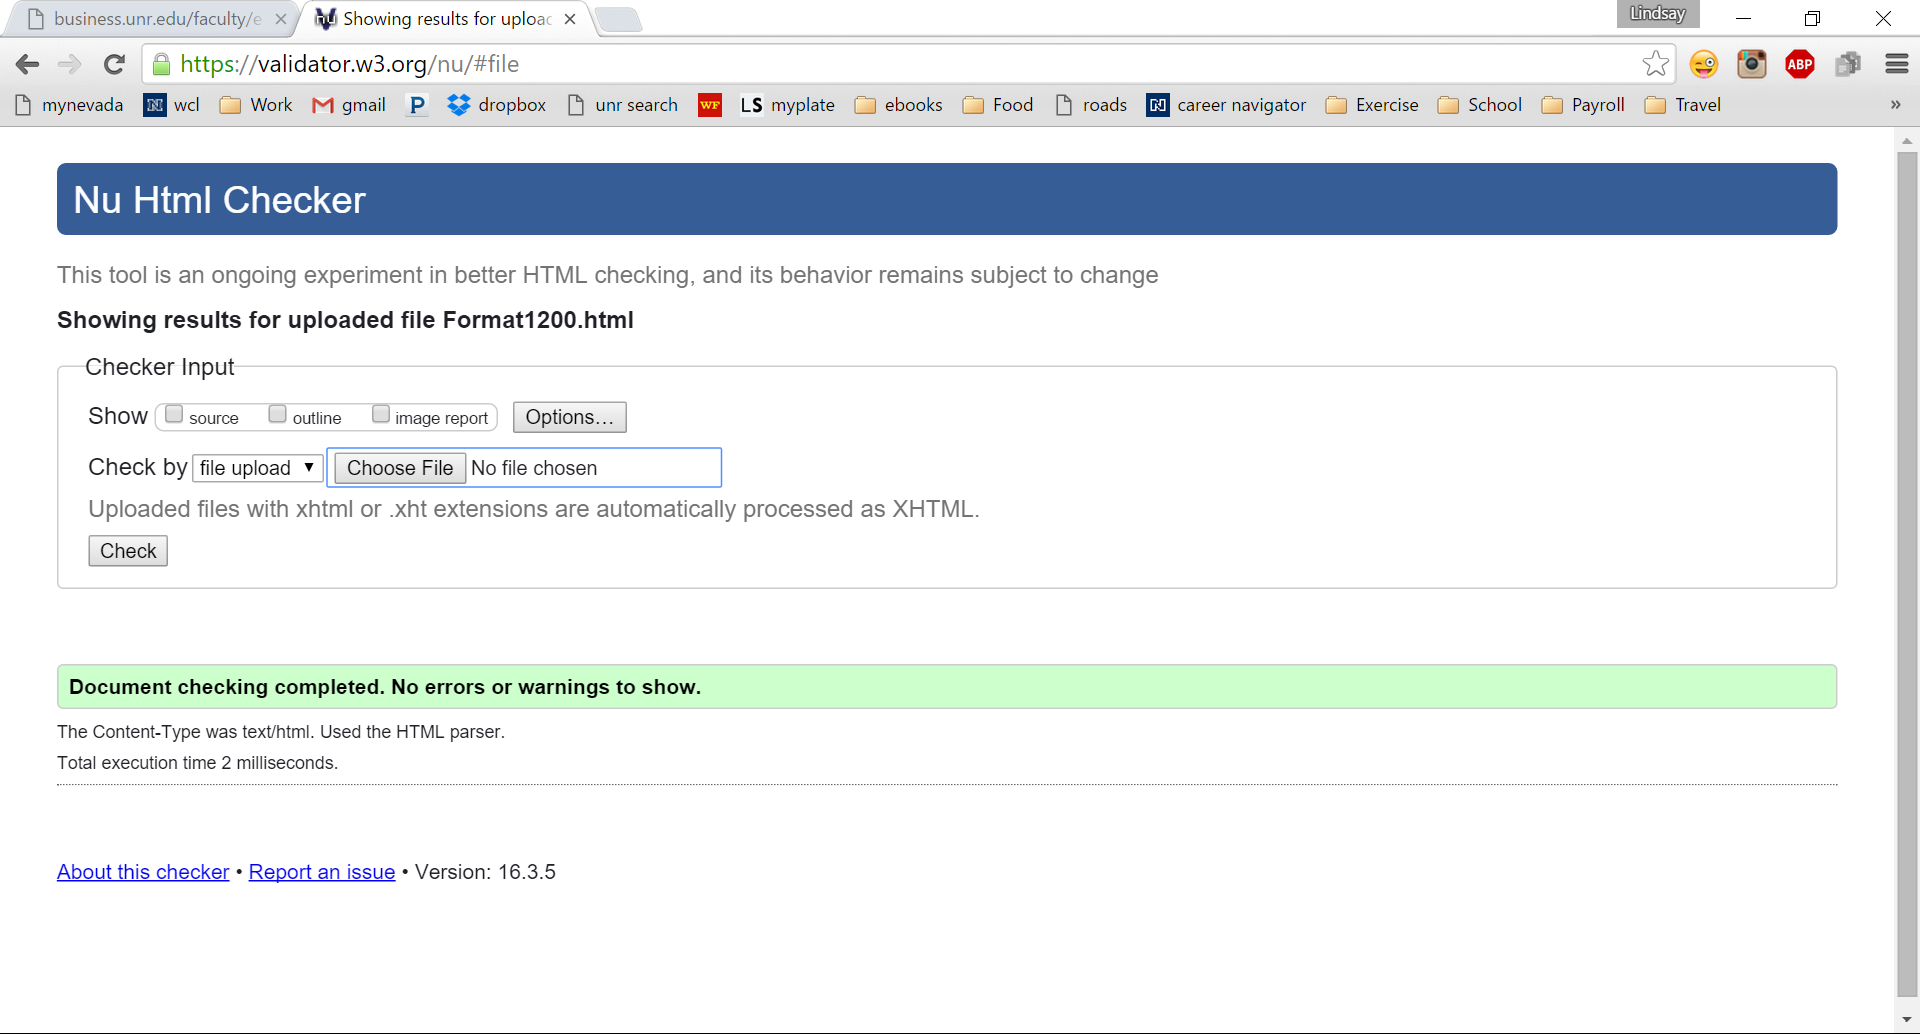 business.unr.edu/faculty/e
Showing results for uploac
Lindsay
https://validator.w3.org/nu/#file
ABP
mynevada wcl Work gmail P dropbox unr search WF LS myplate ebooks Food roads N career navigator Exercise School Payroll Travel »
Nu Html Checker
This tool is an ongoing experiment in better HTML checking, and its behavior remains subject to change
Showing results for uploaded file Format1200.html
Checker Input
Show source outline image report Options...
Check by file upload Choose File No file chosen
Uploaded files with xhtml or .xht extensions are automatically processed as XHTML.
Check
Document checking completed. No errors or warnings to show.
The Content-Type was text/html. Used the HTML parser.
Total execution time 2 milliseconds.
About this checker • Report an issue • Version: 16.3.5